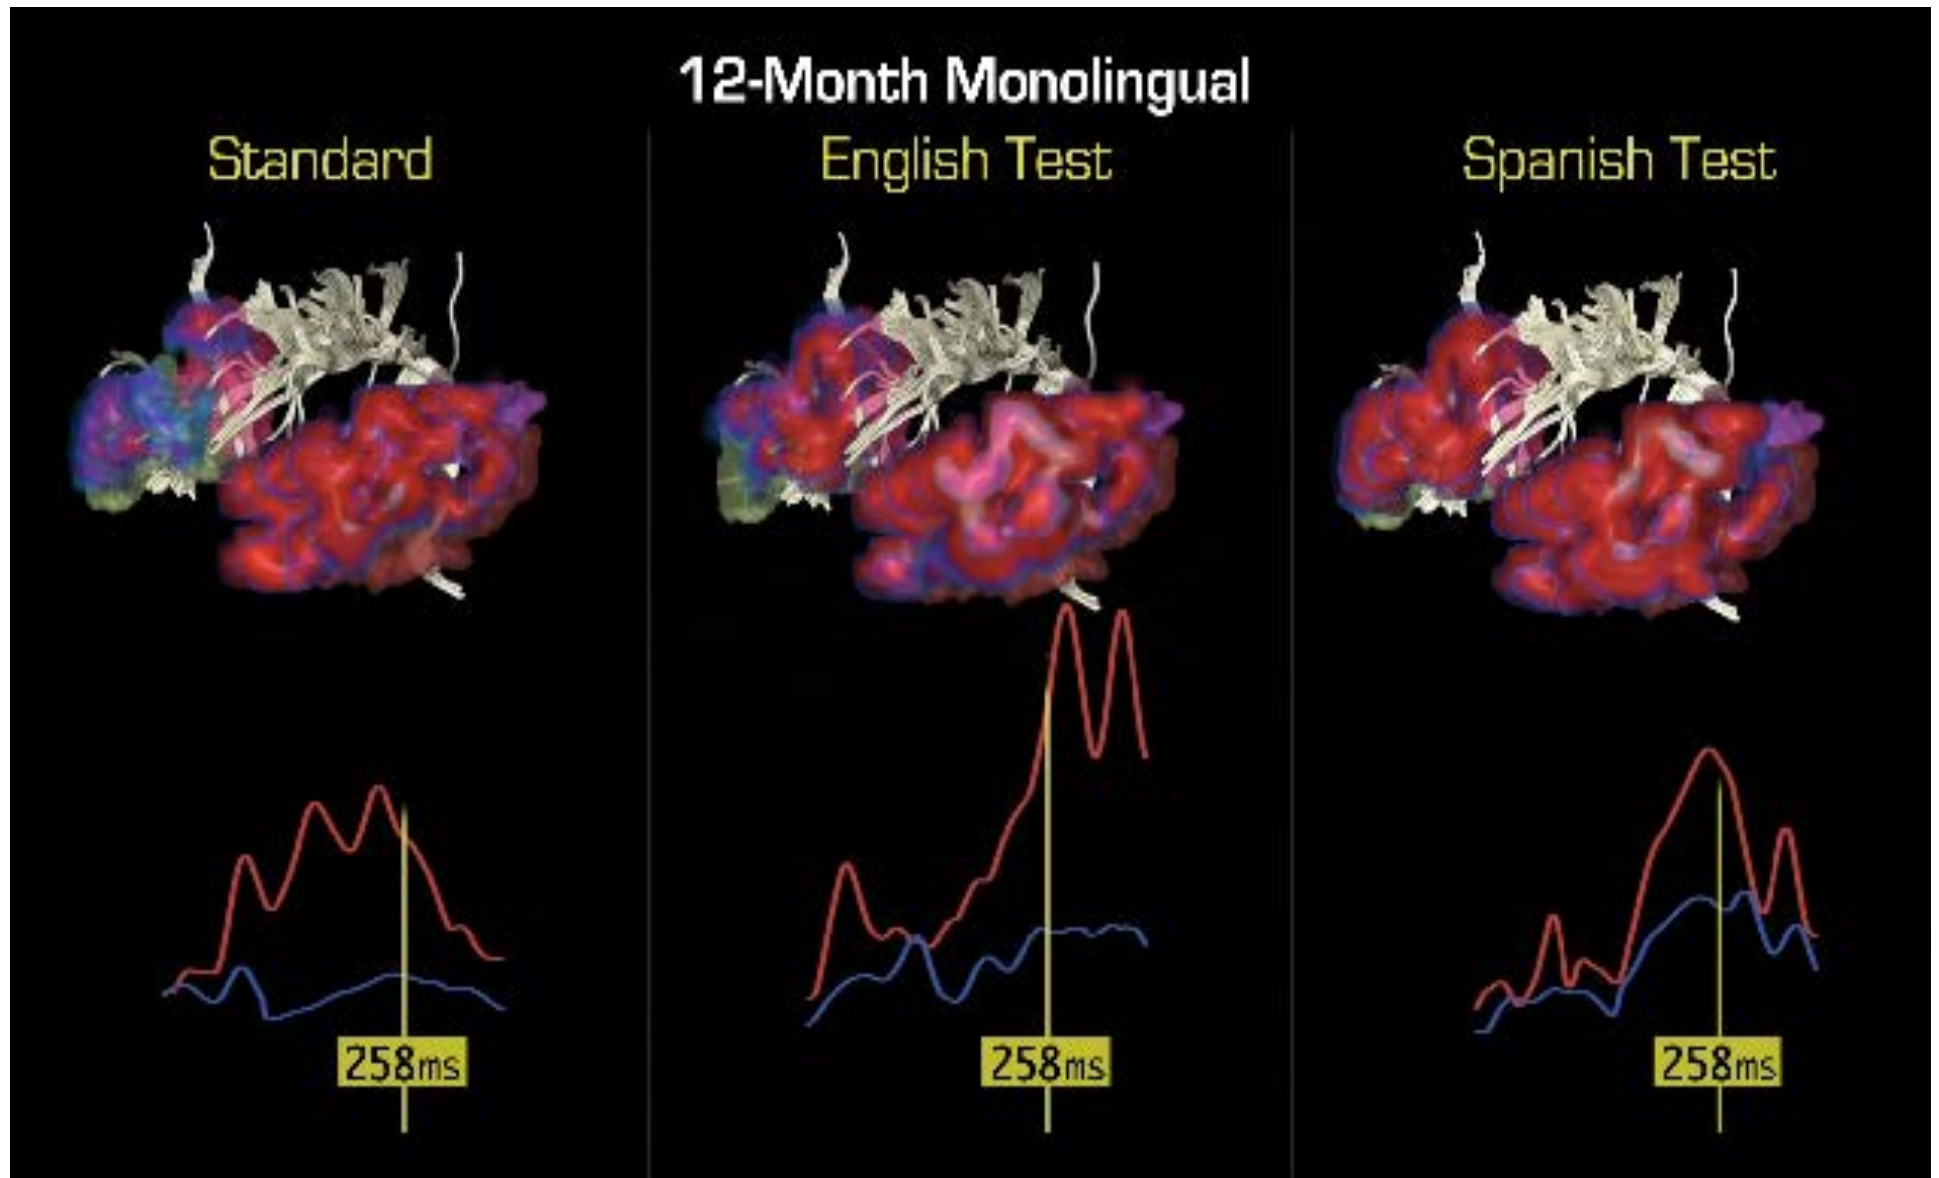 12-Month Monolingual
Standard
English Test
Spanish Test
258ms
258ms
258ms